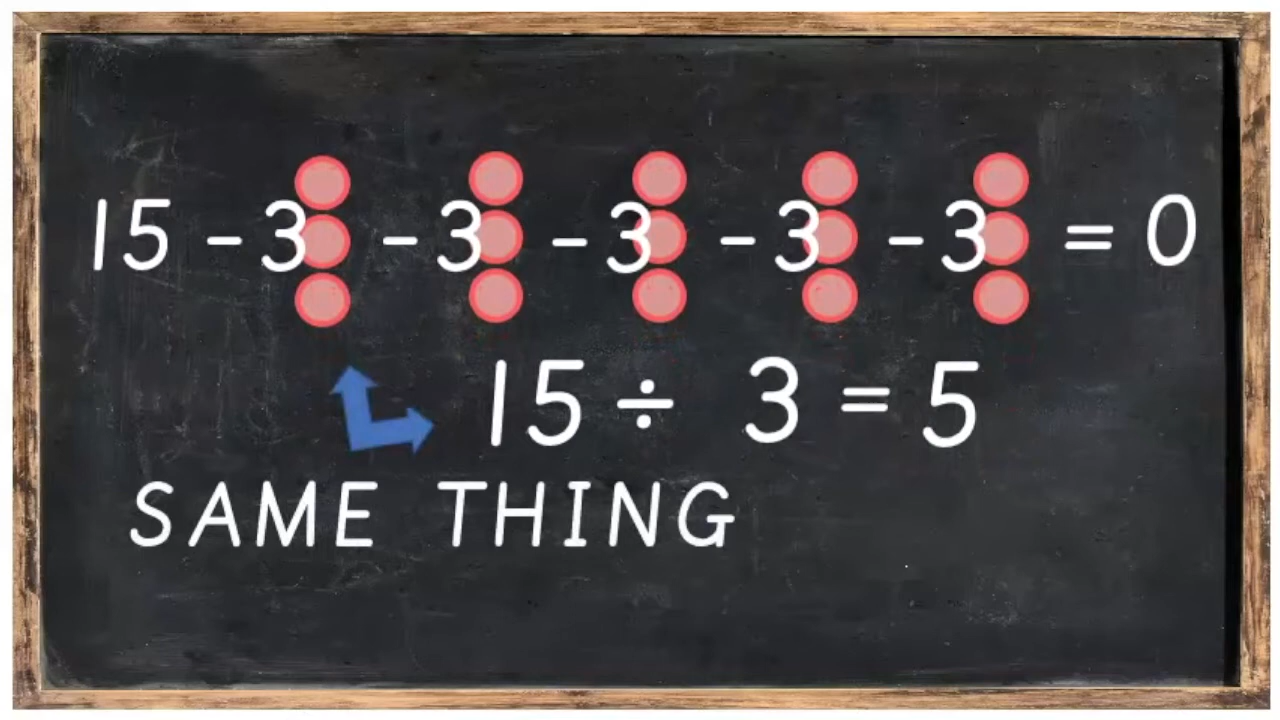 15 - 3 - 3 - 3 - 3 - 3 = 0
15 ÷ 3 = 5
SAME THING